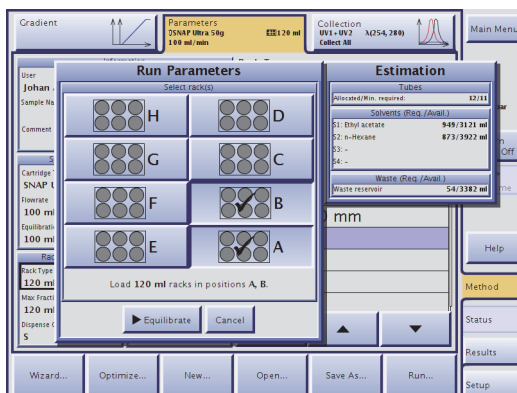 Gradient
Parameters
SNAP Ultra 50g
120 ml
100 ml/min
Collection
UV1+UV2 λ(254, 280)
Collect All
Main Menu
Information
User
Johan
Sample Na
Comment
Cartridge
SNAP U
Flowrate
100 ml
Equilibratio
100 ml
Rack Type
120 ml
Max Fracti
120 ml
Dispense
S
Run Parameters
Select rack(s)
H
D
G
C
F
B
E
A
Load 120 ml racks in positions A, B.
Equilibrate
Cancel
Estimation
Tubes
Allocated/Min. required: 12/11
Solvents (Req./Avail.)
S1: Ethyl acetate 949/3121 ml
S2: n-Hexane 873/3922 ml
S3: -
S4: -
Waste (Req./Avail.)
Waste reservoir 54/3382 ml
mm
Off
Help
Method
Status
Results
Setup
Wizard...
Optimize...
New...
Open...
Save As...
Run...